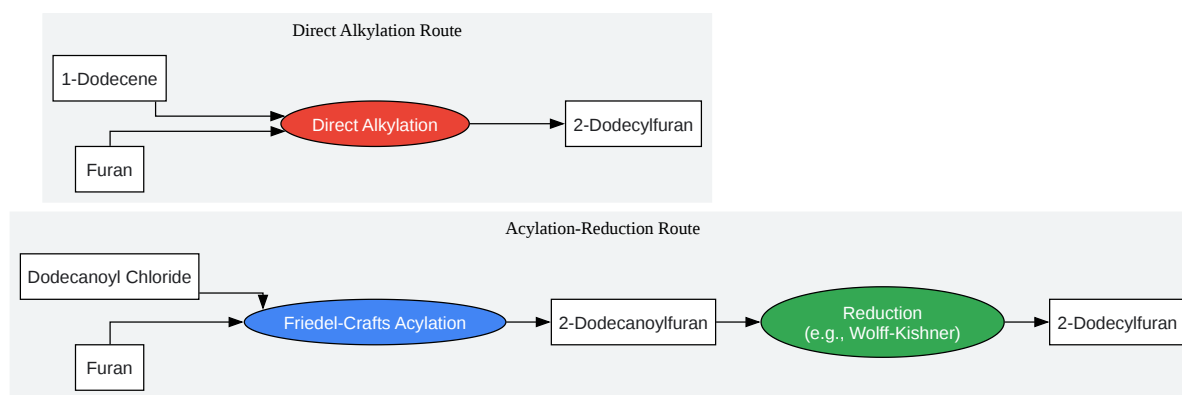 Direct Alkylation Route
1-Dodecene
Direct Alkylation
2-Dodecylfuran
Furan
Acylation-Reduction Route
Dodecanoyl Chloride
Friedel-Crafts Acylation
2-Dodecanoylfuran
Reduction
(e.g., Wolff-Kishner)
2-Dodecylfuran
Furan